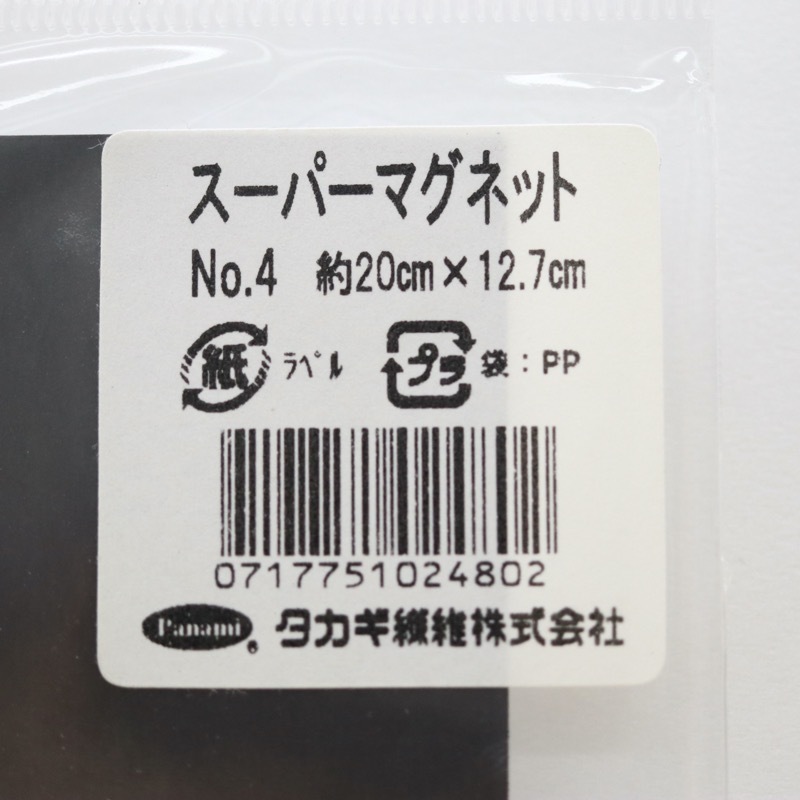 スーパーマグネット
No.4 約20cm×12.7cm
紙 ラベル プラ 袋:PP
0717751024802
Panami® タカギ繊維株式会社